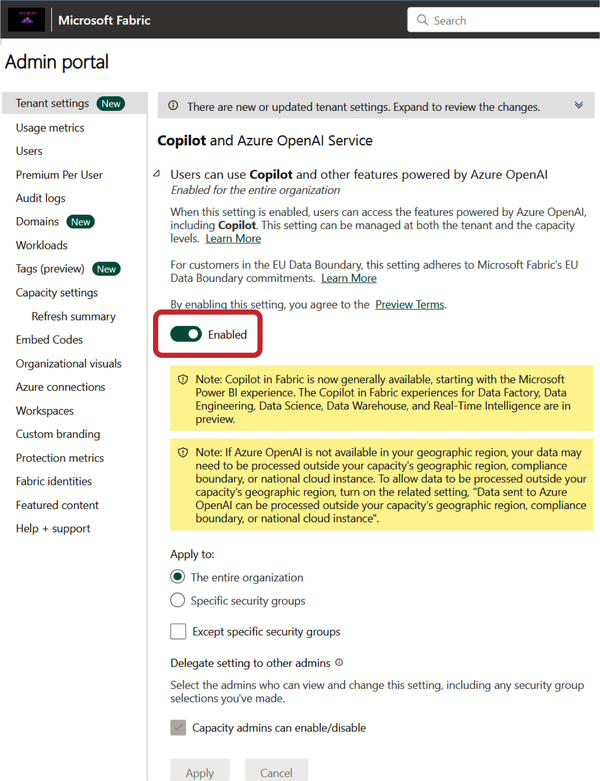 Microsoft Fabric
Search
Admin portal
Tenant settings New
Usage metrics
Users
Premium Per User
Audit logs
Domains New
Workloads
Tags (preview) New
Capacity settings
Refresh summary
Embed Codes
Organizational visuals
Azure connections
Workspaces
Custom branding
Protection metrics
Fabric identities
Featured content
Help + support
There are new or updated tenant settings. Expand to review the changes.
Copilot and Azure OpenAI Service
Users can use Copilot and other features powered by Azure OpenAI
Enabled for the entire organization
When this setting is enabled, users can access the features powered by Azure OpenAI,
including Copilot. This setting can be managed at both the tenant and the capacity
levels. Learn More
For customers in the EU Data Boundary, this setting adheres to Microsoft Fabric's EU
Data Boundary commitments. Learn More
By enabling this setting, you agree to the Preview Terms.
Enabled
Note: Copilot in Fabric is now generally available, starting with the Microsoft
Power BI experience. The Copilot in Fabric experiences for Data Factory, Data
Engineering, Data Science, Data Warehouse, and Real-Time Intelligence are in
preview.
Note: If Azure OpenAI is not available in your geographic region, your data may
need to be processed outside your capacity's geographic region, compliance
boundary, or national cloud instance. To allow data to be processed outside your
capacity's geographic region, turn on the related setting, "Data sent to Azure
OpenAI can be processed outside your capacity's geographic region, compliance
boundary, or national cloud instance".
Apply to:
The entire organization
Specific security groups
Except specific security groups
Delegate setting to other admins
Select the admins who can view and change this setting, including any security group
selections you've made.
Capacity admins can enable/disable
Apply
Cancel